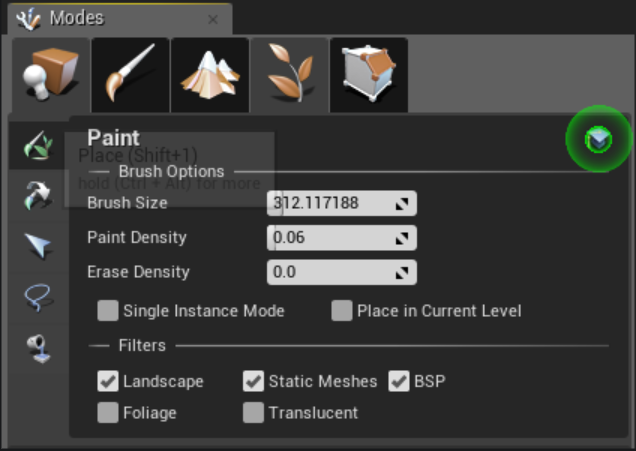 Modes
Paint
Place (Shift+1)
Brush Options
hold (Ctrl + Alt) for more
Brush Size 312.117188
Paint Density 0.06
Erase Density 0.0
Single Instance Mode Place in Current Level
Filters
Landscape Static Meshes BSP
Foliage Translucent